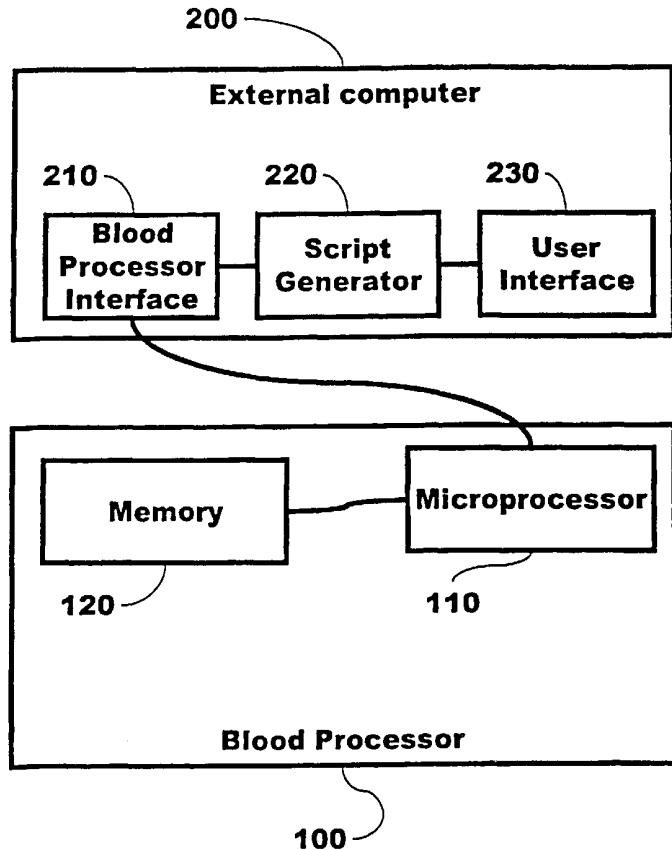 200
External computer
210
220
230
Blood
Processor
Interface
Script
Generator
User
Interface
Memory
Microprocessor
120
110
Blood Processor
100